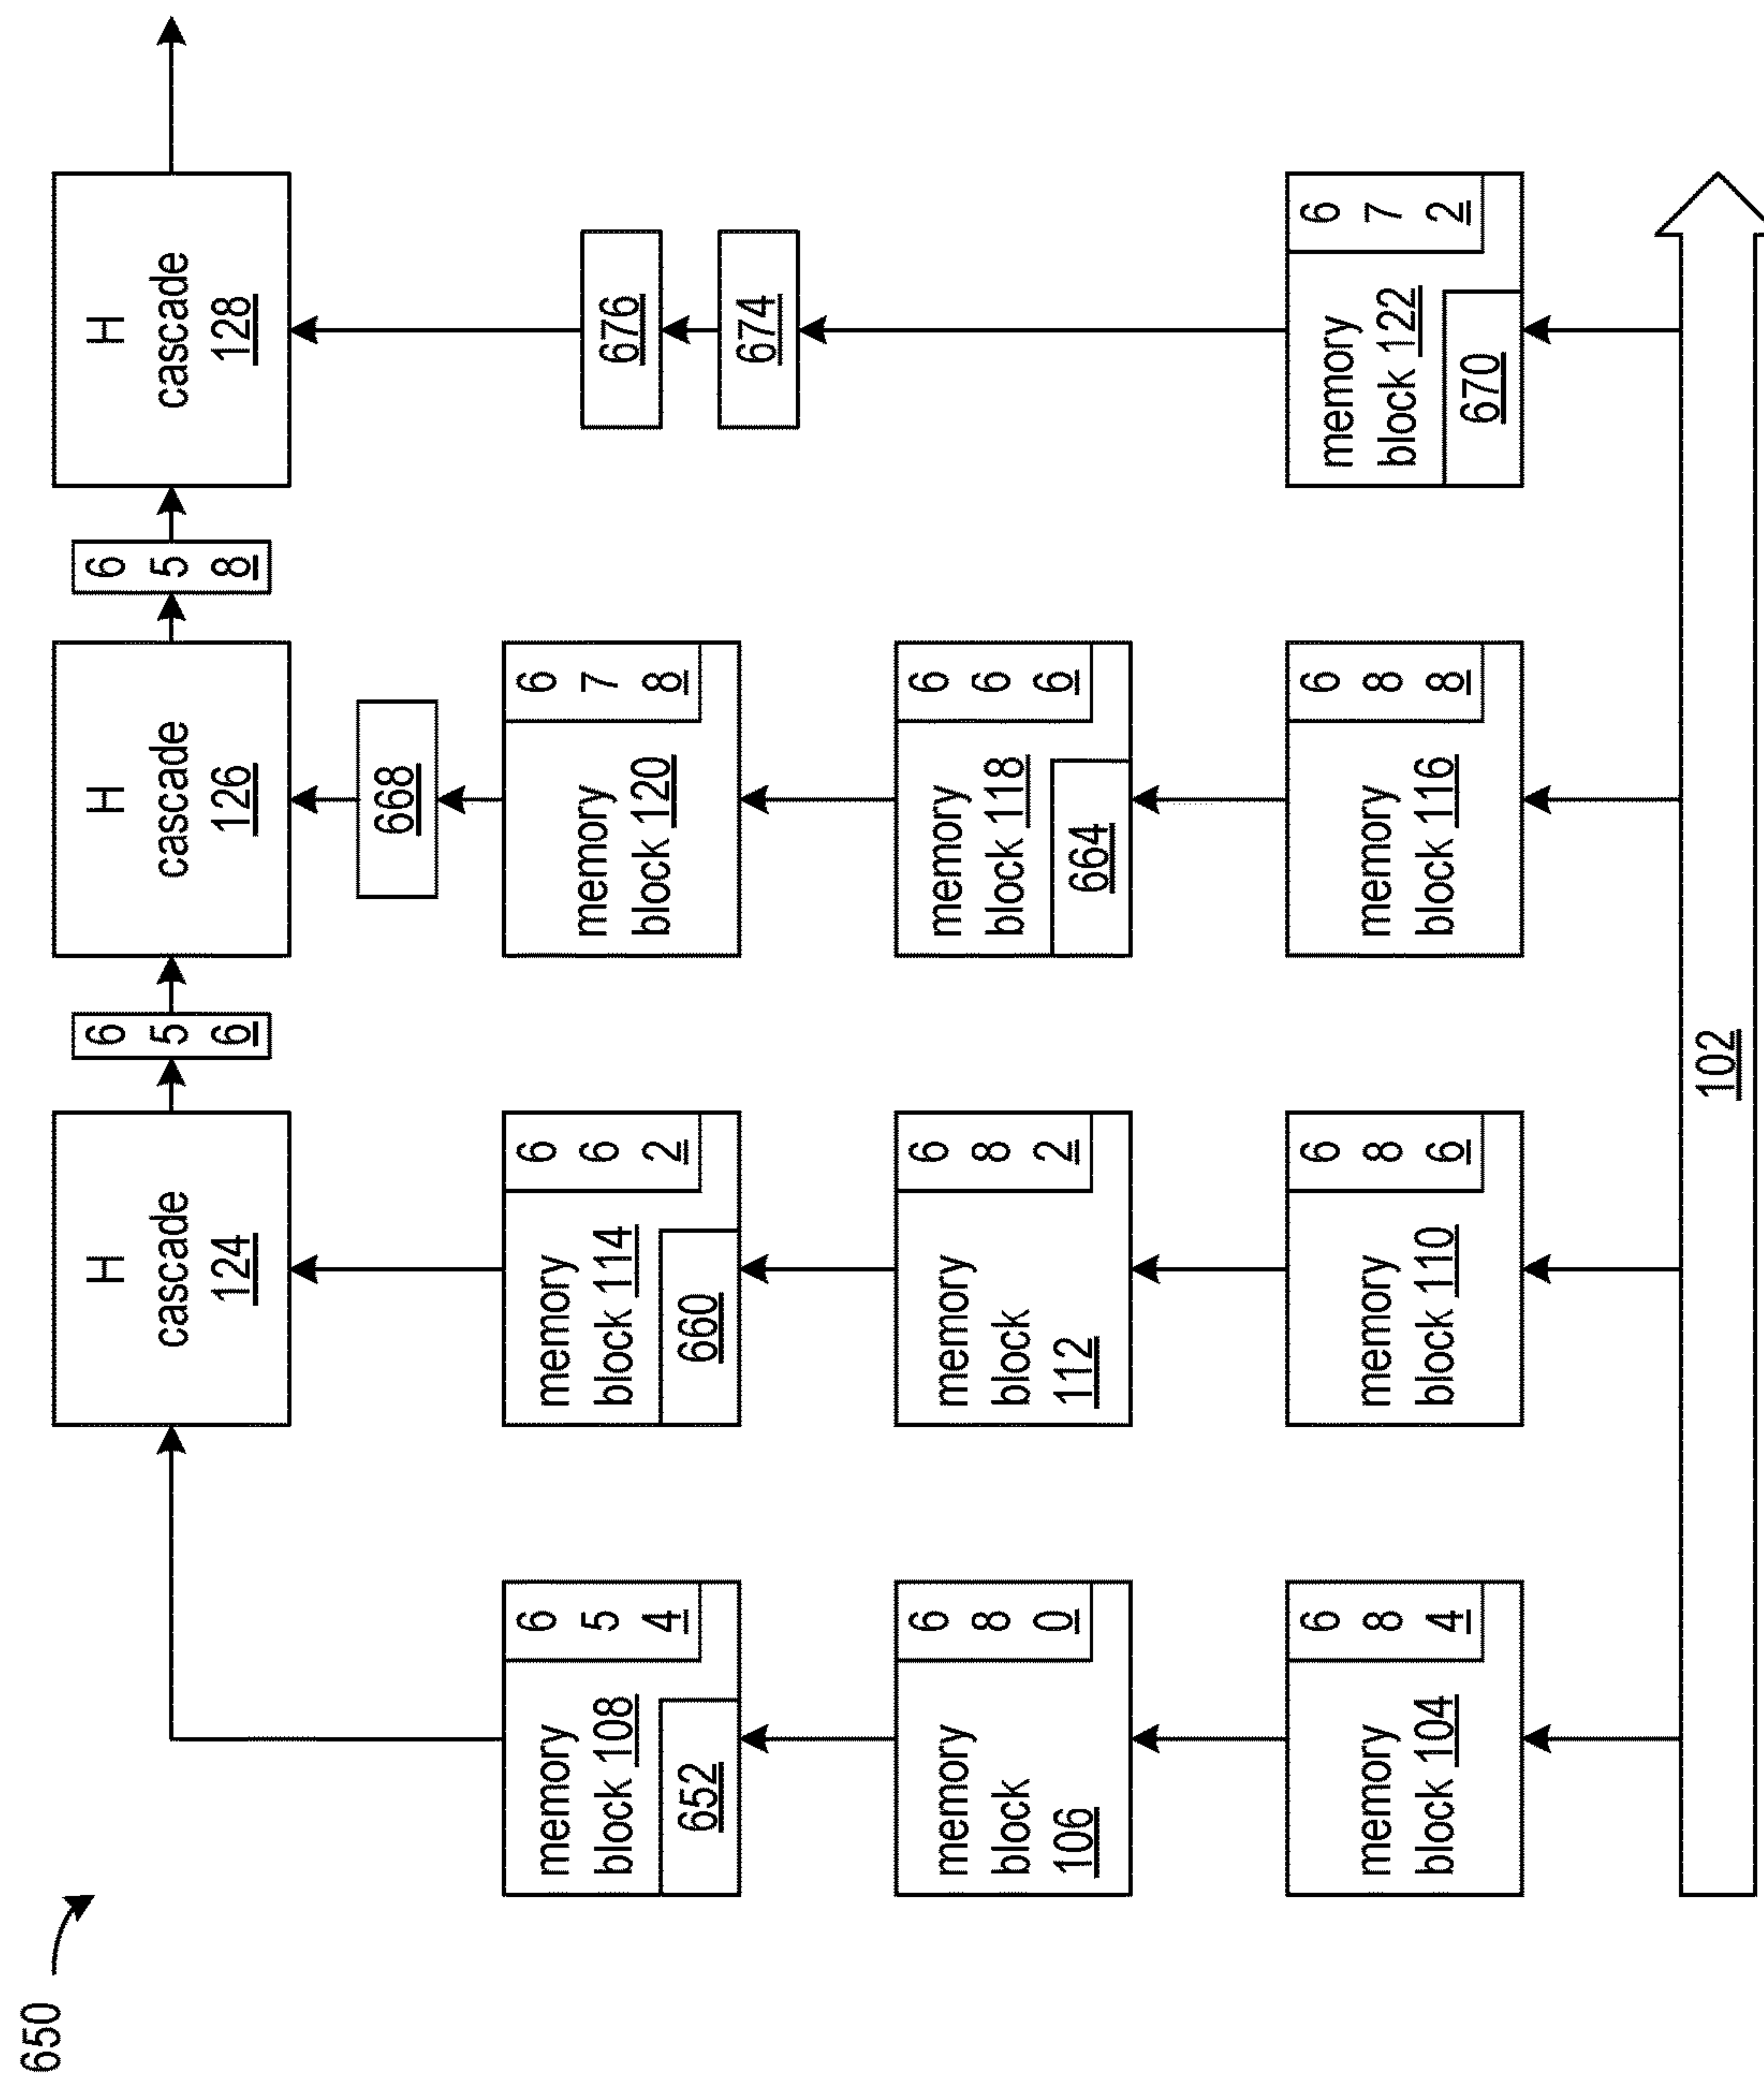 650
H
cascade
124
656
H
cascade
126
658
H
cascade
128
668
676
674
memory
block 108
652
654
memory
block 114
660
662
memory
block 120
678
memory
block
106
680
memory
block
112
682
memory
block 118
664
666
memory
block 104
684
memory
block 110
686
memory
block 116
688
memory
block 122
670
672
102